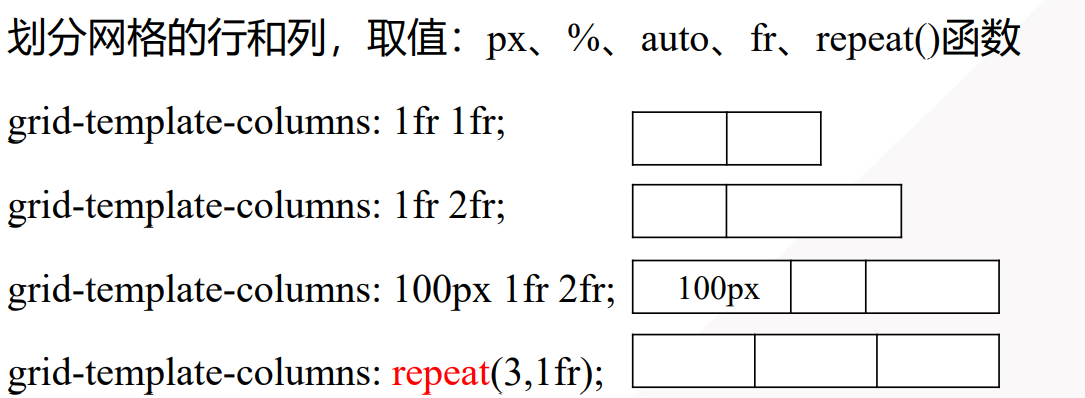 划分网格的行和列，取值：px、%、auto、fr、repeat()函数
grid-template-columns: 1fr 1fr;
grid-template-columns: 1fr 2fr;
grid-template-columns: 100px 1fr 2fr;
100px
grid-template-columns: repeat(3,1fr);